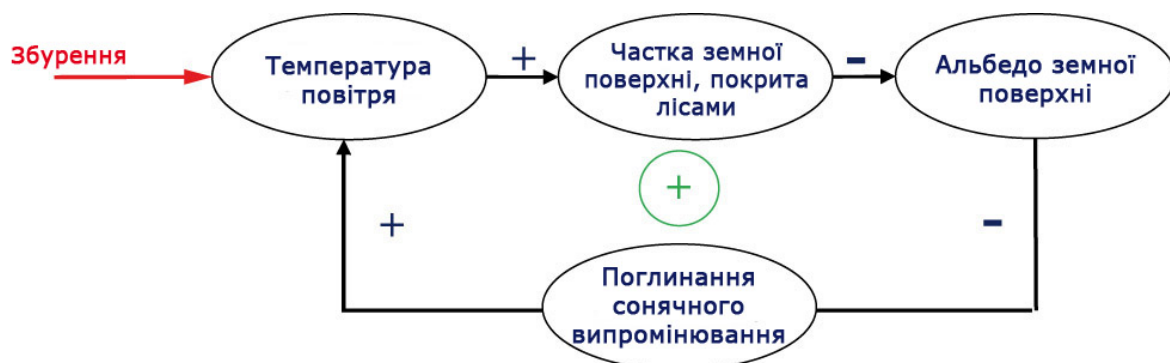 Збурення
Температура
повітря
+
Частка земної
поверхні, покрита
лісами
-
Альбедо земної
поверхні
+
+
-
Поглинання
сонячного
випромінювання